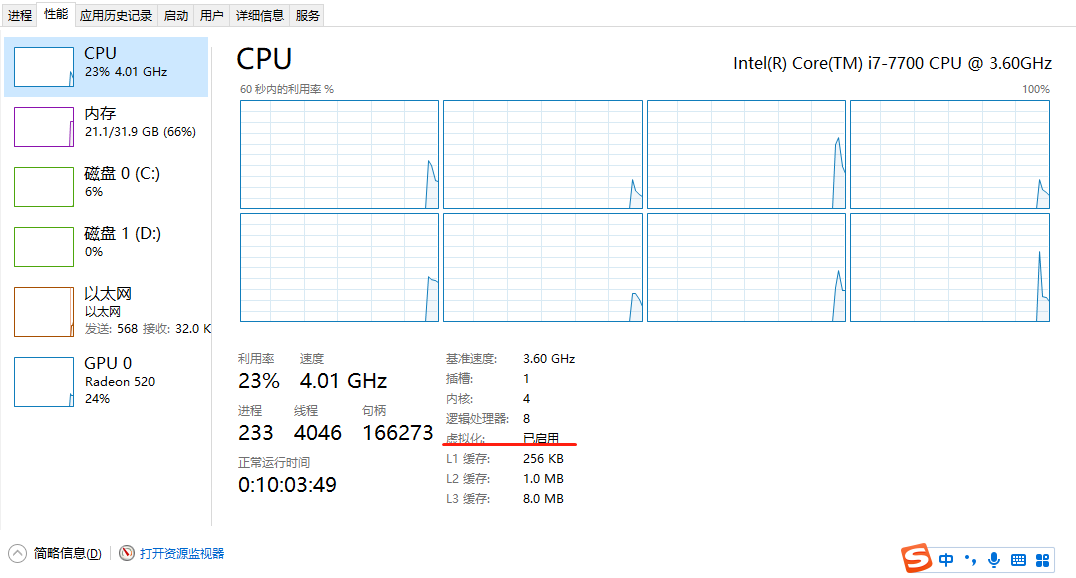 进程 性能 应用历史记录 启动 用户 详细信息 服务
CPU
23% 4.01 GHz
内存
21.1/31.9 GB (66%)
磁盘 0 (C:)
6%
磁盘 1 (D:)
0%
以太网
以太网
发送: 568 接收: 32.0 K
GPU 0
Radeon 520
24%
CPU
Intel(R) Core(TM) i7-7700 CPU @ 3.60GHz
60 秒内的利用率 %
100%
利用率 速度
23% 4.01 GHz
进程 线程 句柄
233 4046 166273
正常运行时间
0:10:03:49
基准速度: 3.60 GHz
插槽: 1
内核: 4
逻辑处理器: 8
虚拟化: 已启用
L1 缓存: 256 KB
L2 缓存: 1.0 MB
L3 缓存: 8.0 MB
简略信息(D)
打开资源监视器
S 中 •,